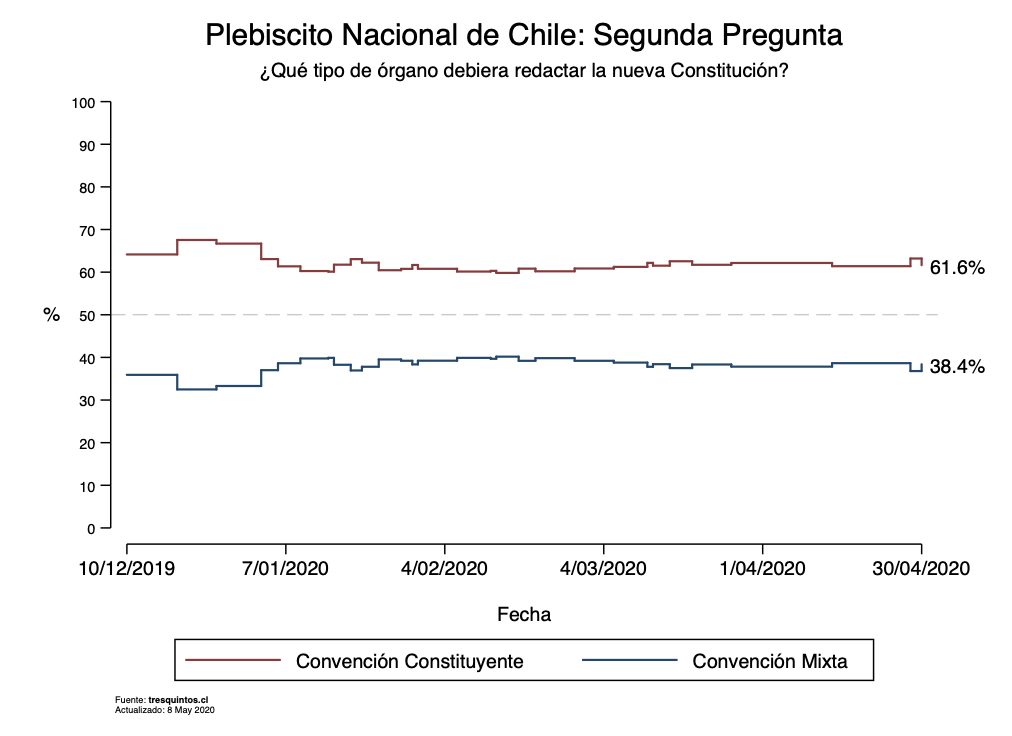 Plebiscito Nacional de Chile: Segunda Pregunta
¿Qué tipo de órgano debiera redactar la nueva Constitución?
100
90
80
70
60
61.6%
% 50
40
38.4%
30
20
10
0
10/12/2019 7/01/2020 4/02/2020 4/03/2020 1/04/2020 30/04/2020
Fecha
Convención Constituyente Convención Mixta
Fuente: tresquintos.cl
Actualizado: 8 May 2020